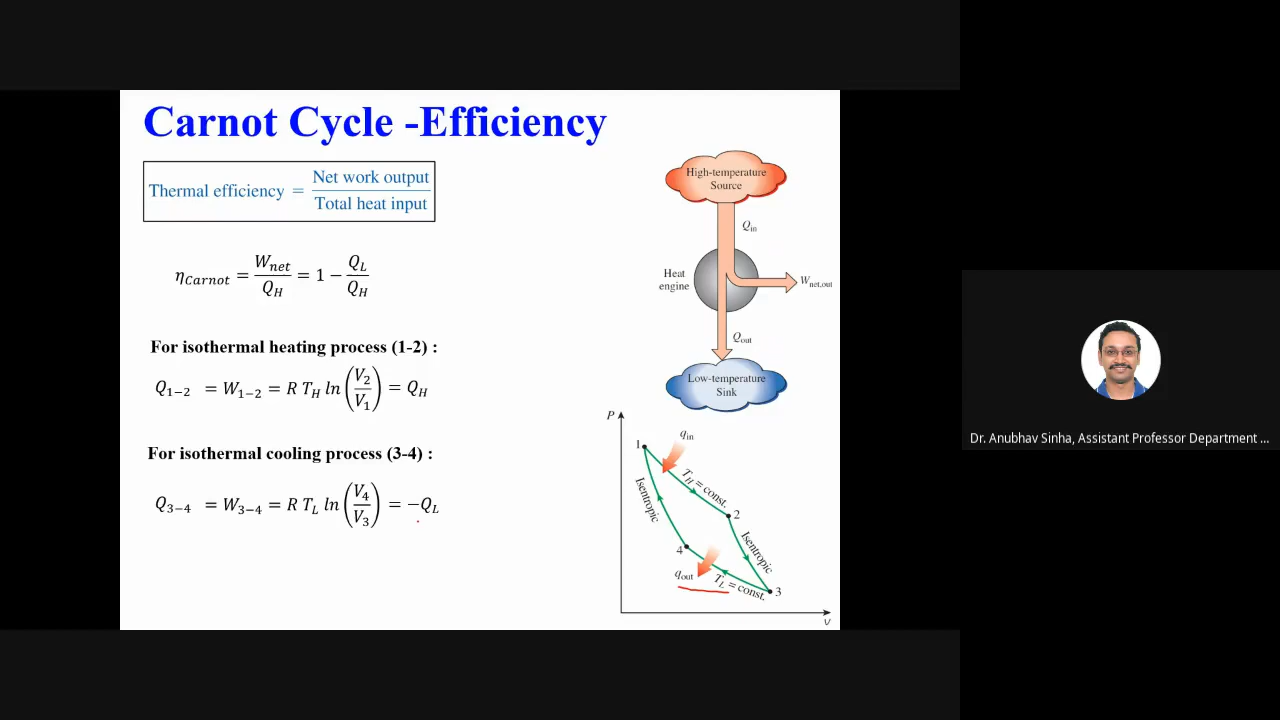 Carnot Cycle -Efficiency
Thermal efficiency = Net work output / Total heat input
η_Carnot = W_net / Q_H = 1 − Q_L / Q_H
For isothermal heating process (1-2) :
Q_1−2 = W_1−2 = R T_H ln (V_2 / V_1) = Q_H
For isothermal cooling process (3-4) :
Q_3−4 = W_3−4 = R T_L ln (V_4 / V_3) = −Q_L
High-temperature
Source
Q_in
Heat
engine
W_net,out
Q_out
Low-temperature
Sink
P
q_in
1
T_H = const.
Isentropic
2
Isentropic
4
q_out
T_L = const.
3
v
Dr. Anubhav Sinha, Assistant Professor Department ...